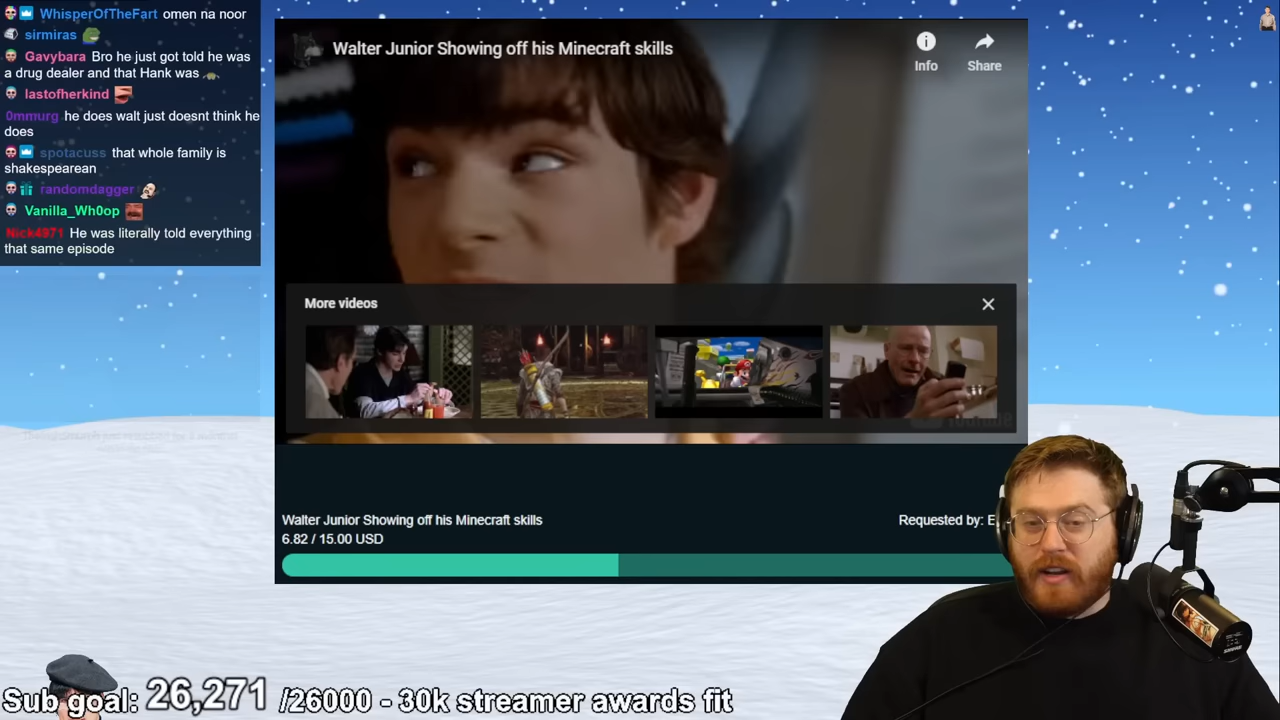 WhisperOfTheFart omen na noor
sirmiras
Gavybara Bro he just got told he was
a drug dealer and that Hank was
lastofherkind
0mmurg he does walt just doesnt think he
does
spotacuss that whole family is
shakespearean
randomdagger
Vanilla_Wh0op
Nick4971 He was literally told everything
that same episode
Walter Junior Showing off his Minecraft skills
Info
Share
More videos
Walter Junior Showing off his Minecraft skills
Requested by: E
6.82 / 15.00 USD
SHURE
Sub goal: 26,271 /26000 - 30k streamer awards fit